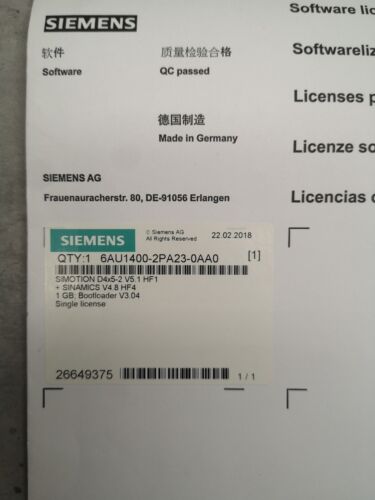 SIEMENS
Software lic
软件
质量检验合格
Software
QC passed
Softwareliz
Licenses p
德国制造
Made in Germany
Licenze so
SIEMENS AG
Frauenauracherstr. 80, DE-91056 Erlangen
Licencias d
SIEMENS
© Siemens AG
All Rights Reserved
22.02.2018
QTY:1 6AU1400-2PA23-0AA0 [1]
SIMOTION D4x5-2 V5.1 HF1
+ SINAMICS V4.8 HF4
1 GB; Bootloader V3.04
Single license
26649375
1 / 1